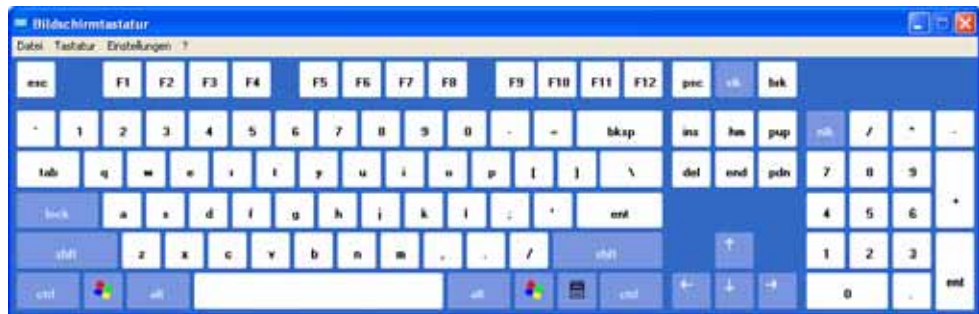 Bildschirmtastatur
Datei Tastatur Einstellungen ?
esc F1 F2 F3 F4 F5 F6 F7 F8 F9 F10 F11 F12 psc slk brk
` 1 2 3 4 5 6 7 8 9 0 - = bksp ins hm pup nlk / * -
tab q w e r t y u i o p [ ] \ del end pdn 7 8 9 +
lock a s d f g h j k l ; ' ent 4 5 6
shft z x c v b n m , . / shft ↑ 1 2 3 ent
ctrl alt alt ctrl ← ↓ → 0 .